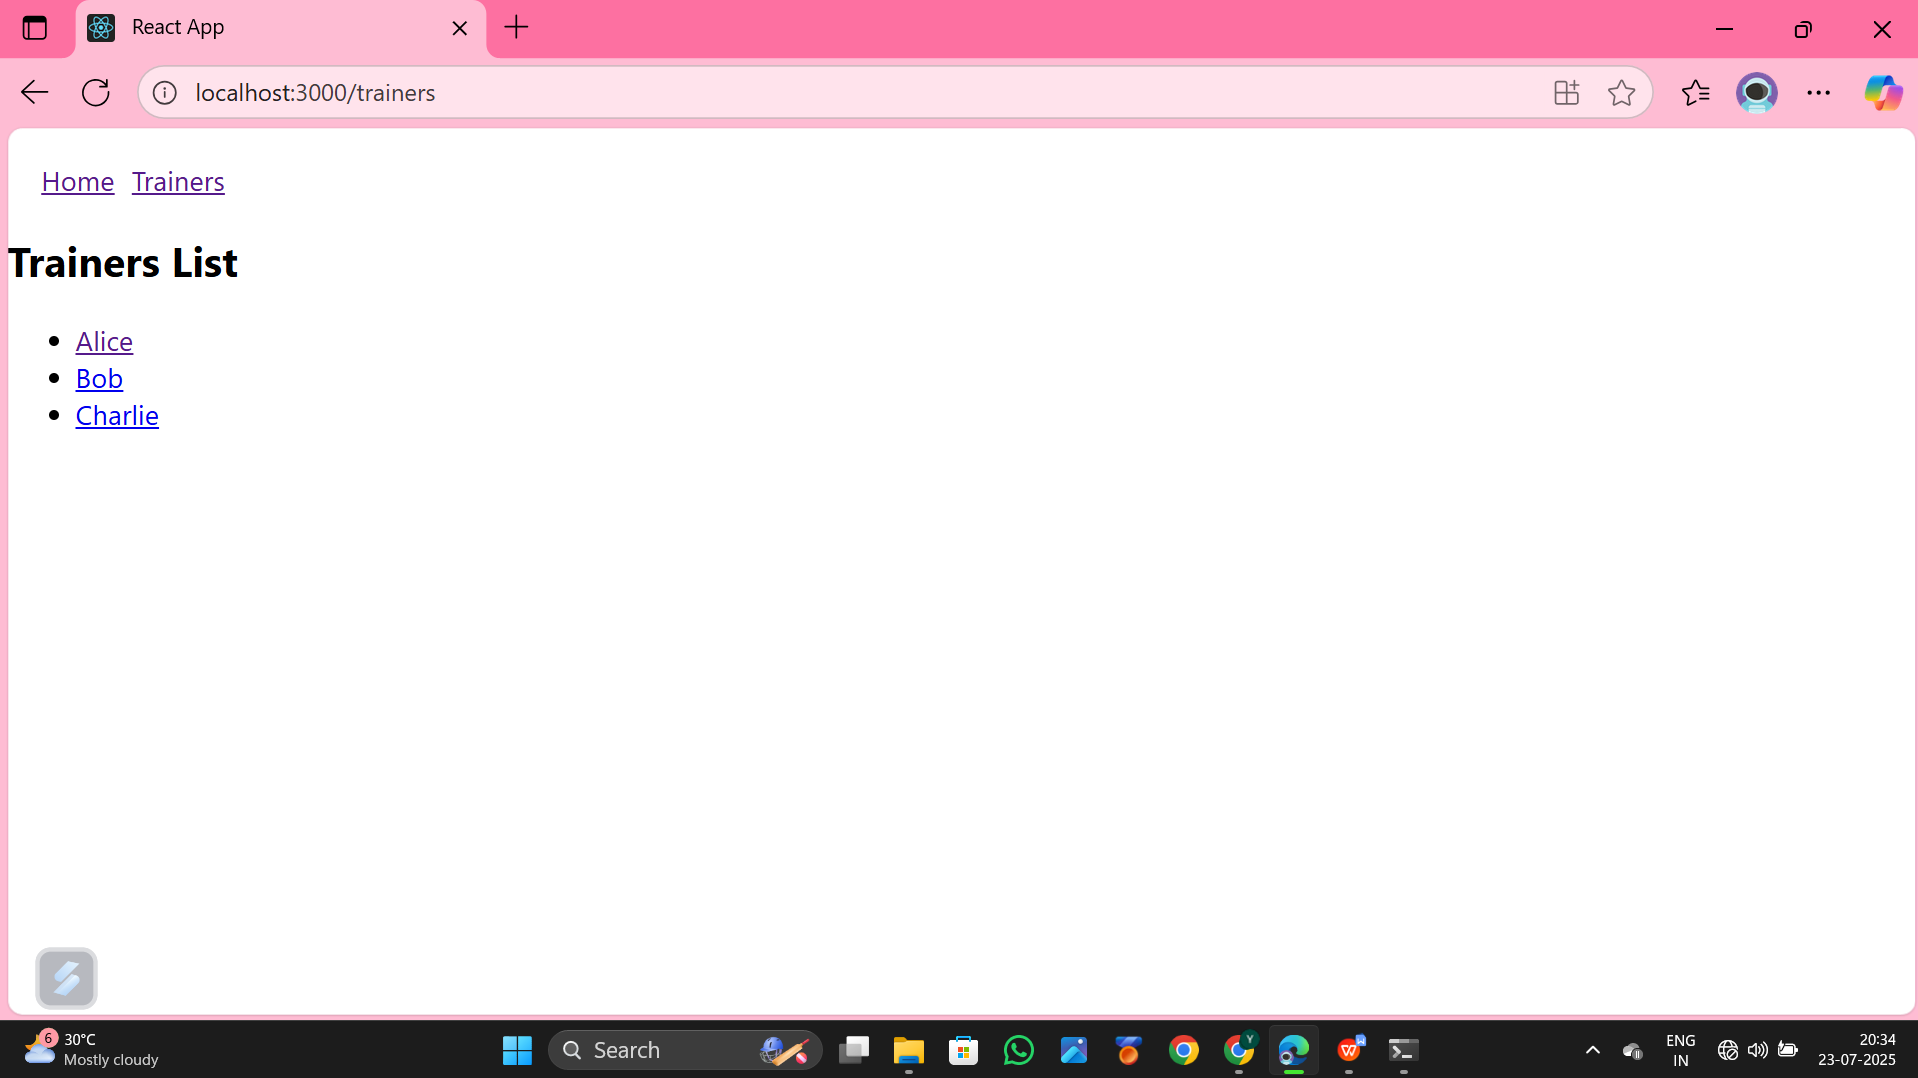 React App
localhost:3000/trainers
Home Trainers
Trainers List
Alice
Bob
Charlie
6
30°C
Mostly cloudy
Search
Y
W
W
ENG
IN
20:34
23-07-2025